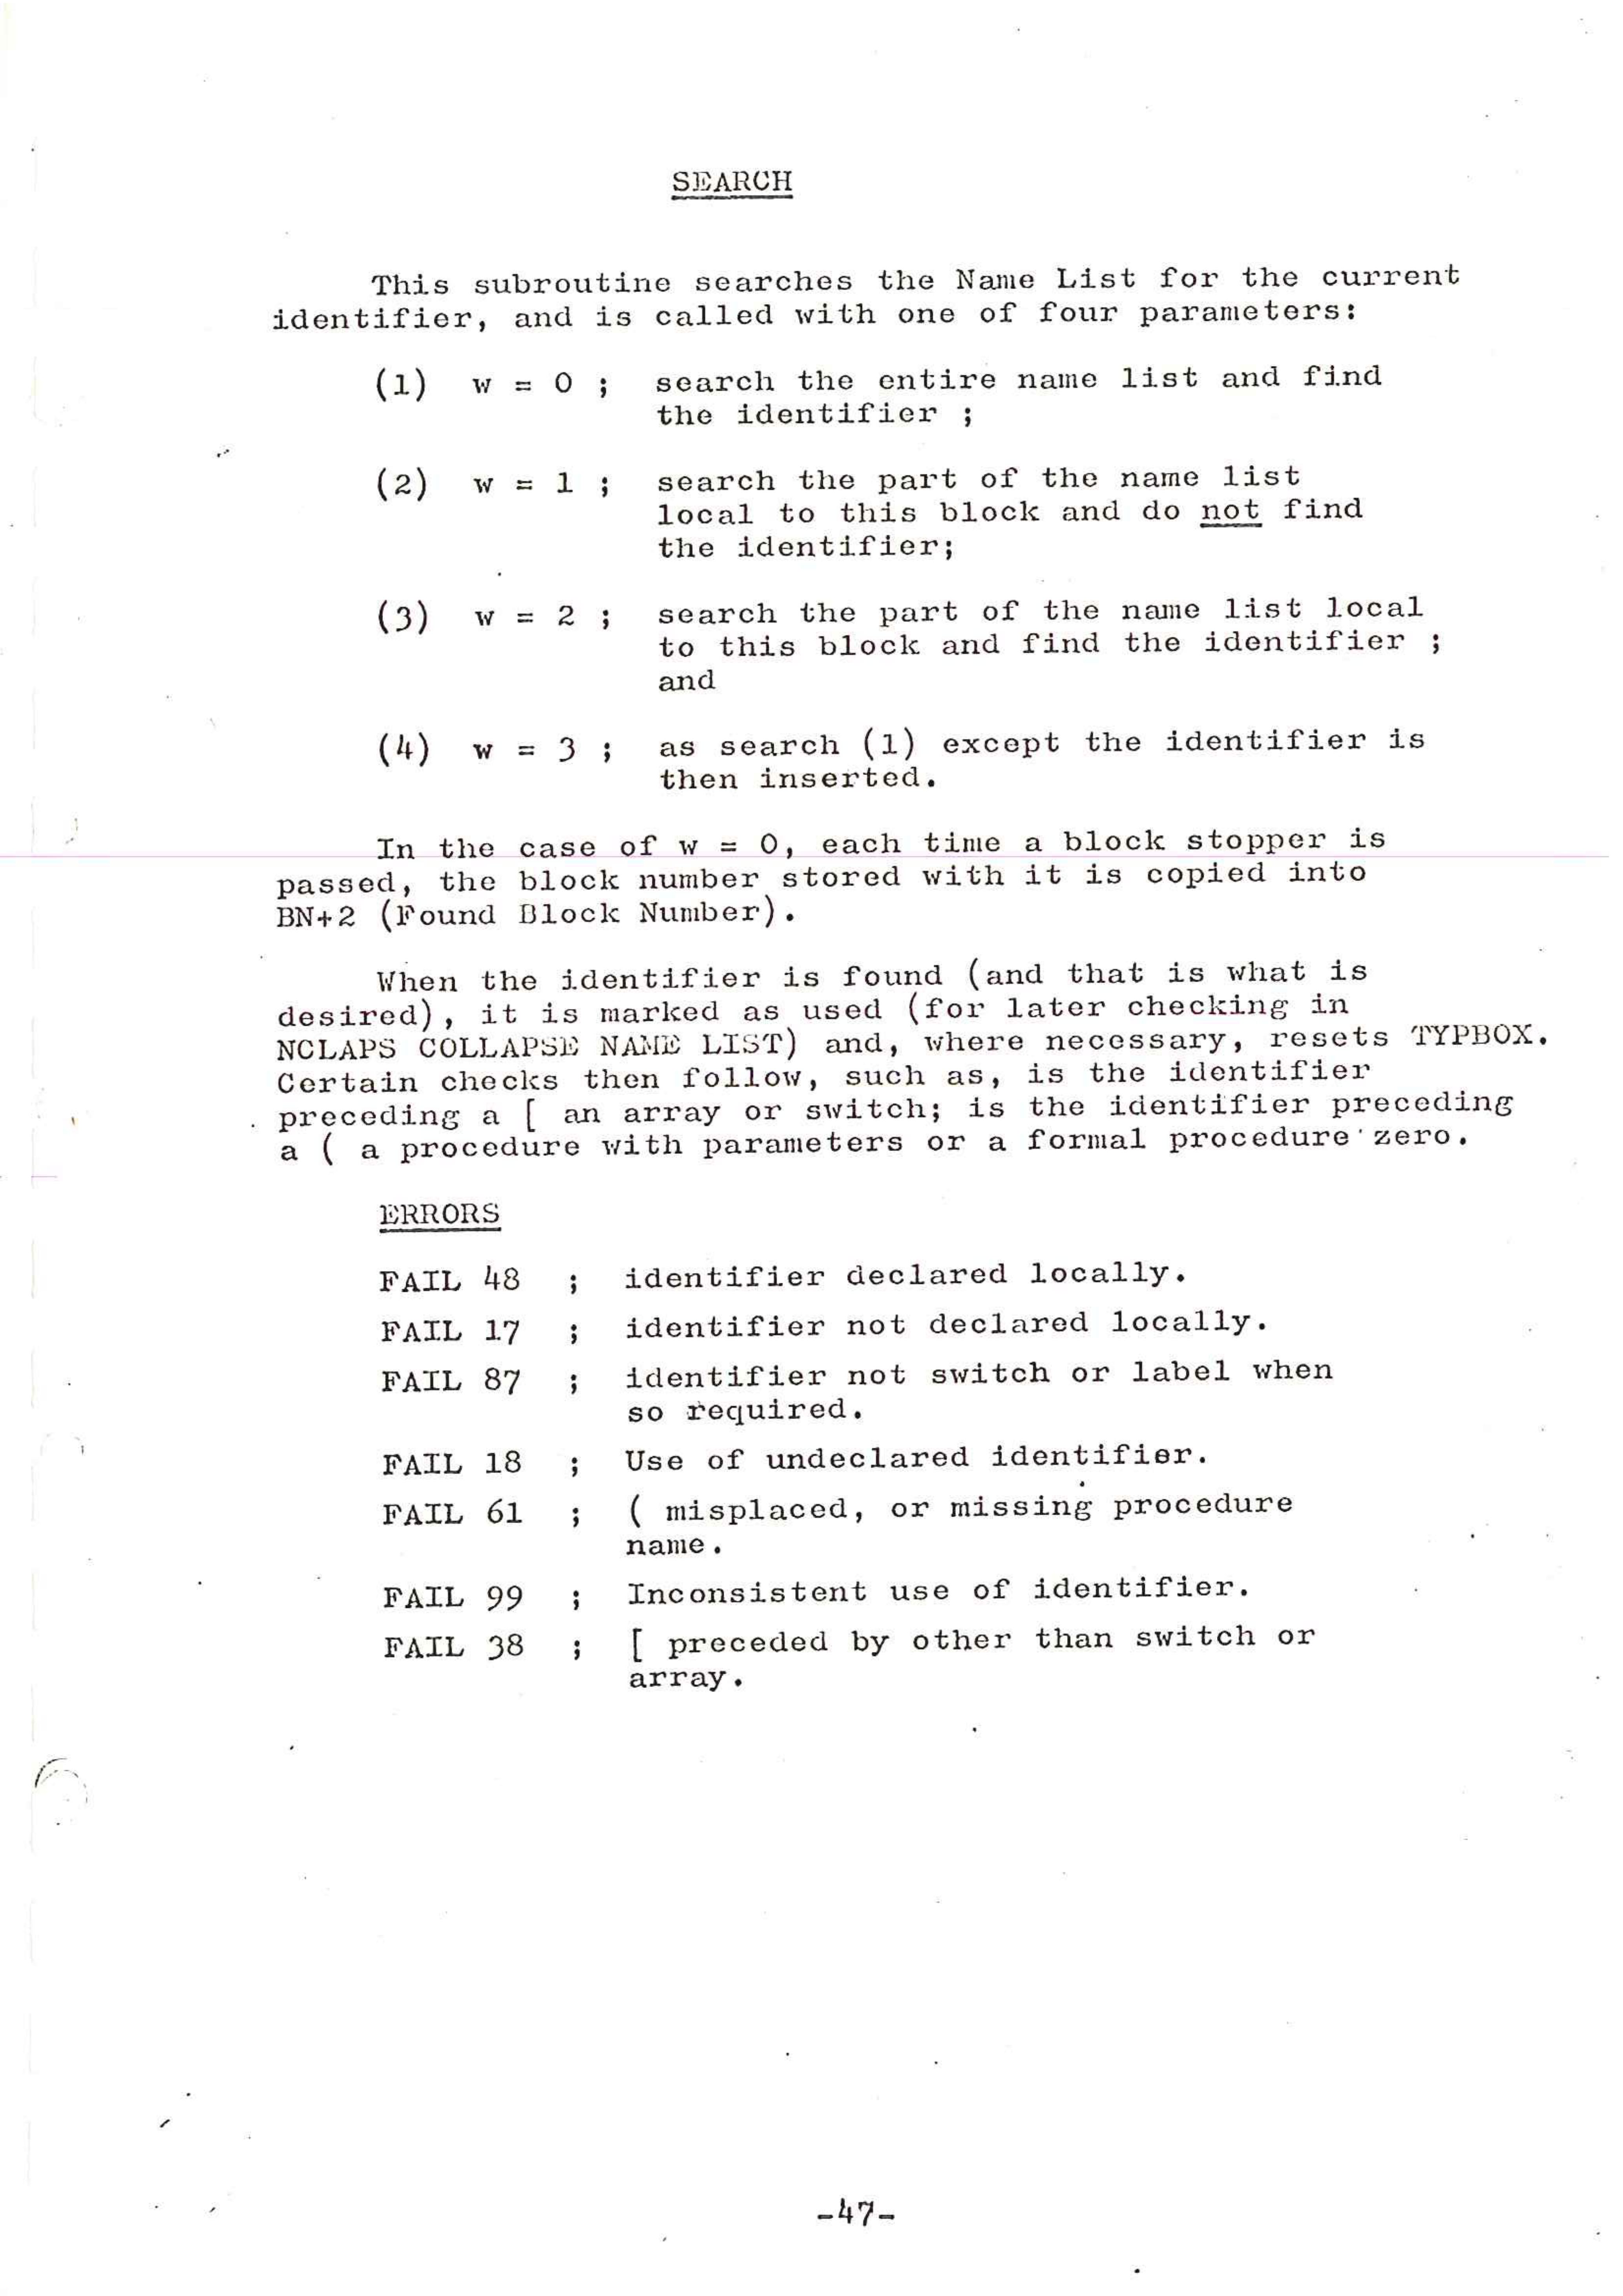 SEARCH
This subroutine searches the Name List for the current
identifier, and is called with one of four parameters:
(1) w = 0 ; search the entire name list and find
the identifier ;
(2) w = 1 ; search the part of the name list
local to this block and do not find
the identifier;
(3) w = 2 ; search the part of the name list local
to this block and find the identifier ;
and
(4) w = 3 ; as search (1) except the identifier is
then inserted.
In the case of w = 0, each time a block stopper is
passed, the block number stored with it is copied into
BN+2 (Found Block Number).
When the identifier is found (and that is what is
desired), it is marked as used (for later checking in
NCLAPS COLLAPSE NAME LIST) and, where necessary, resets TYPBOX.
Certain checks then follow, such as, is the identifier
preceding a [ an array or switch; is the identifier preceding
a ( a procedure with parameters or a formal procedure zero.
ERRORS
FAIL 48 ; identifier declared locally.
FAIL 17 ; identifier not declared locally.
FAIL 87 ; identifier not switch or label when
so required.
FAIL 18 ; Use of undeclared identifier.
FAIL 61 ; ( misplaced, or missing procedure
name.
FAIL 99 ; Inconsistent use of identifier.
FAIL 38 ; [ preceded by other than switch or
array.
-47-